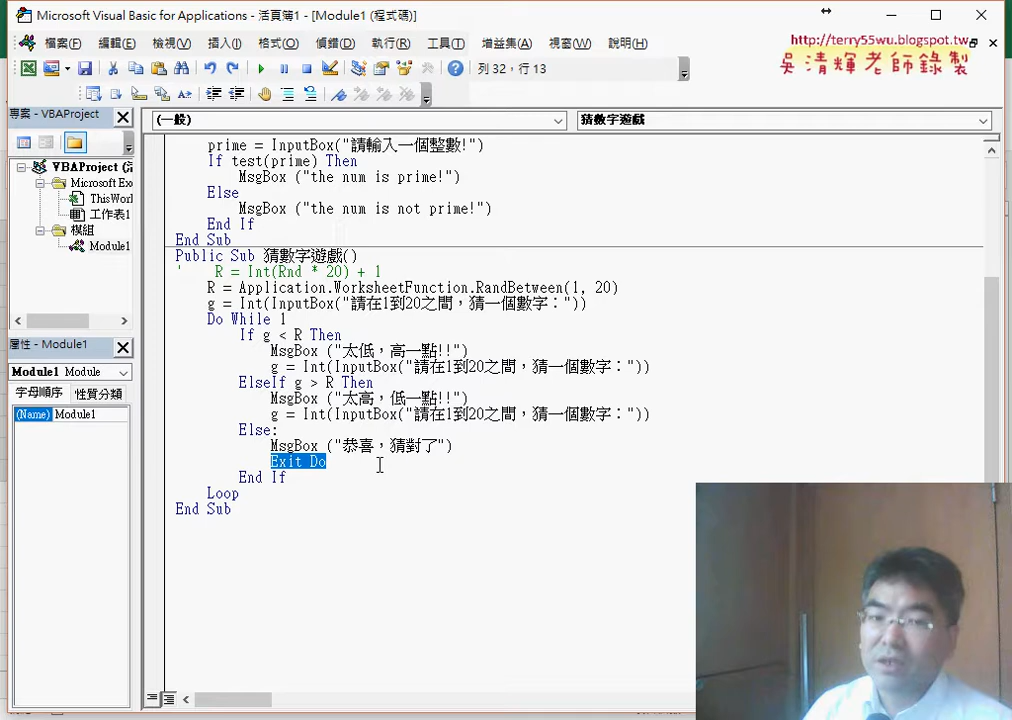 Microsoft Visual Basic for Applications - 活頁簿1 - [Module1 (程式碼)]
http://terry55wu.blogspot.tw
吳清輝老師錄製
檔案(F) 編輯(E) 檢視(V) 插入(I) 格式(O) 偵錯(D) 執行(R) 工具(T) 增益集(A) 視窗(W) 說明(H)
列 32，行 13
專案 - VBAProject
(一般)
猜數字遊戲
VBAProject (活
Microsoft Exc
ThisWor
工作表1
模組
Module1
屬性 - Module1
Module1 Module
字母順序 性質分類
(Name) Module1
prime = InputBox("請輸入一個整數!")
If test(prime) Then
MsgBox ("the num is prime!")
Else
MsgBox ("the num is not prime!")
End If
End Sub
Public Sub 猜數字遊戲()
'    R = Int(Rnd * 20) + 1
R = Application.WorksheetFunction.RandBetween(1, 20)
g = Int(InputBox("請在1到20之間，猜一個數字："))
Do While 1
If g < R Then
MsgBox ("太低，高一點!!")
g = Int(InputBox("請在1到20之間，猜一個數字："))
ElseIf g > R Then
MsgBox ("太高，低一點!!")
g = Int(InputBox("請在1到20之間，猜一個數字："))
Else:
MsgBox ("恭喜，猜對了")
Exit Do
End If
Loop
End Sub